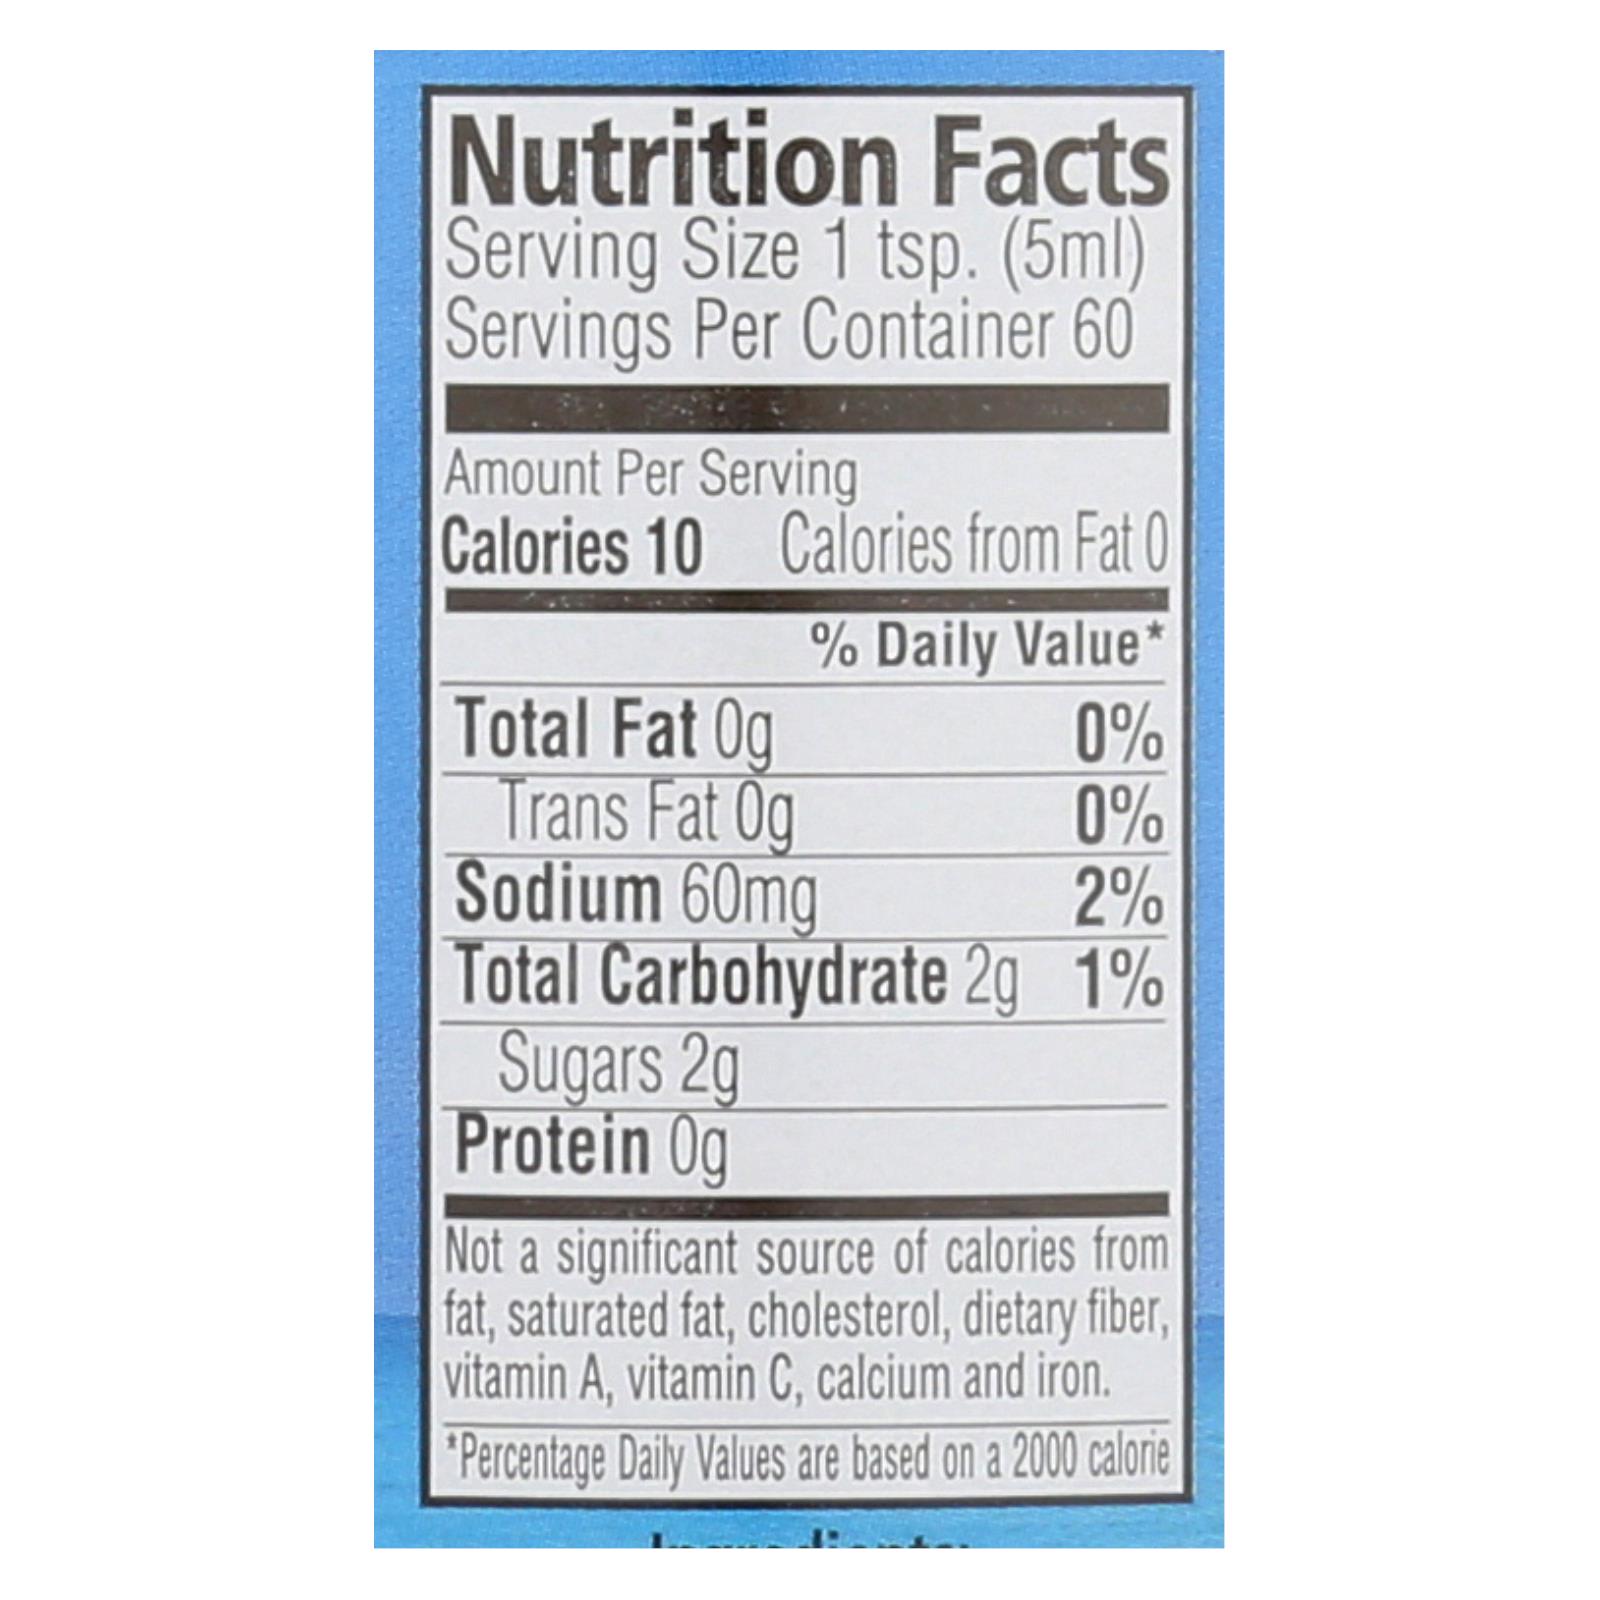 Nutrition Facts
Serving Size 1 tsp. (5ml)
Servings Per Container 60
Amount Per Serving
Calories 10 Calories from Fat 0
% Daily Value*
Total Fat 0g 0%
Trans Fat 0g 0%
Sodium 60mg 2%
Total Carbohydrate 2g 1%
Sugars 2g
Protein 0g
Not a significant source of calories from
fat, saturated fat, cholesterol, dietary fiber,
vitamin A, vitamin C, calcium and iron.
*Percentage Daily Values are based on a 2000 calorie